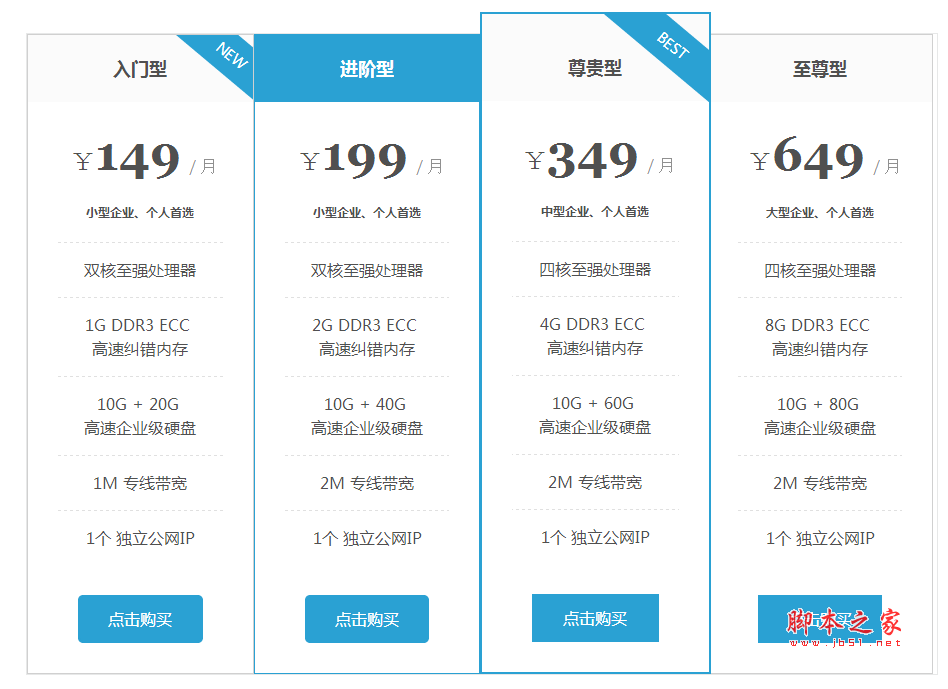 入门型
NEW
¥149 / 月
小型企业、个人首选
双核至强处理器
1G DDR3 ECC
高速纠错内存
10G + 20G
高速企业级硬盘
1M 专线带宽
1个 独立公网IP
点击购买
进阶型
¥199 / 月
小型企业、个人首选
双核至强处理器
2G DDR3 ECC
高速纠错内存
10G + 40G
高速企业级硬盘
2M 专线带宽
1个 独立公网IP
点击购买
尊贵型
BEST
¥349 / 月
中型企业、个人首选
四核至强处理器
4G DDR3 ECC
高速纠错内存
10G + 60G
高速企业级硬盘
2M 专线带宽
1个 独立公网IP
点击购买
至尊型
¥649 / 月
大型企业、个人首选
四核至强处理器
8G DDR3 ECC
高速纠错内存
10G + 80G
高速企业级硬盘
2M 专线带宽
1个 独立公网IP
脚本之家
www.jb51.net